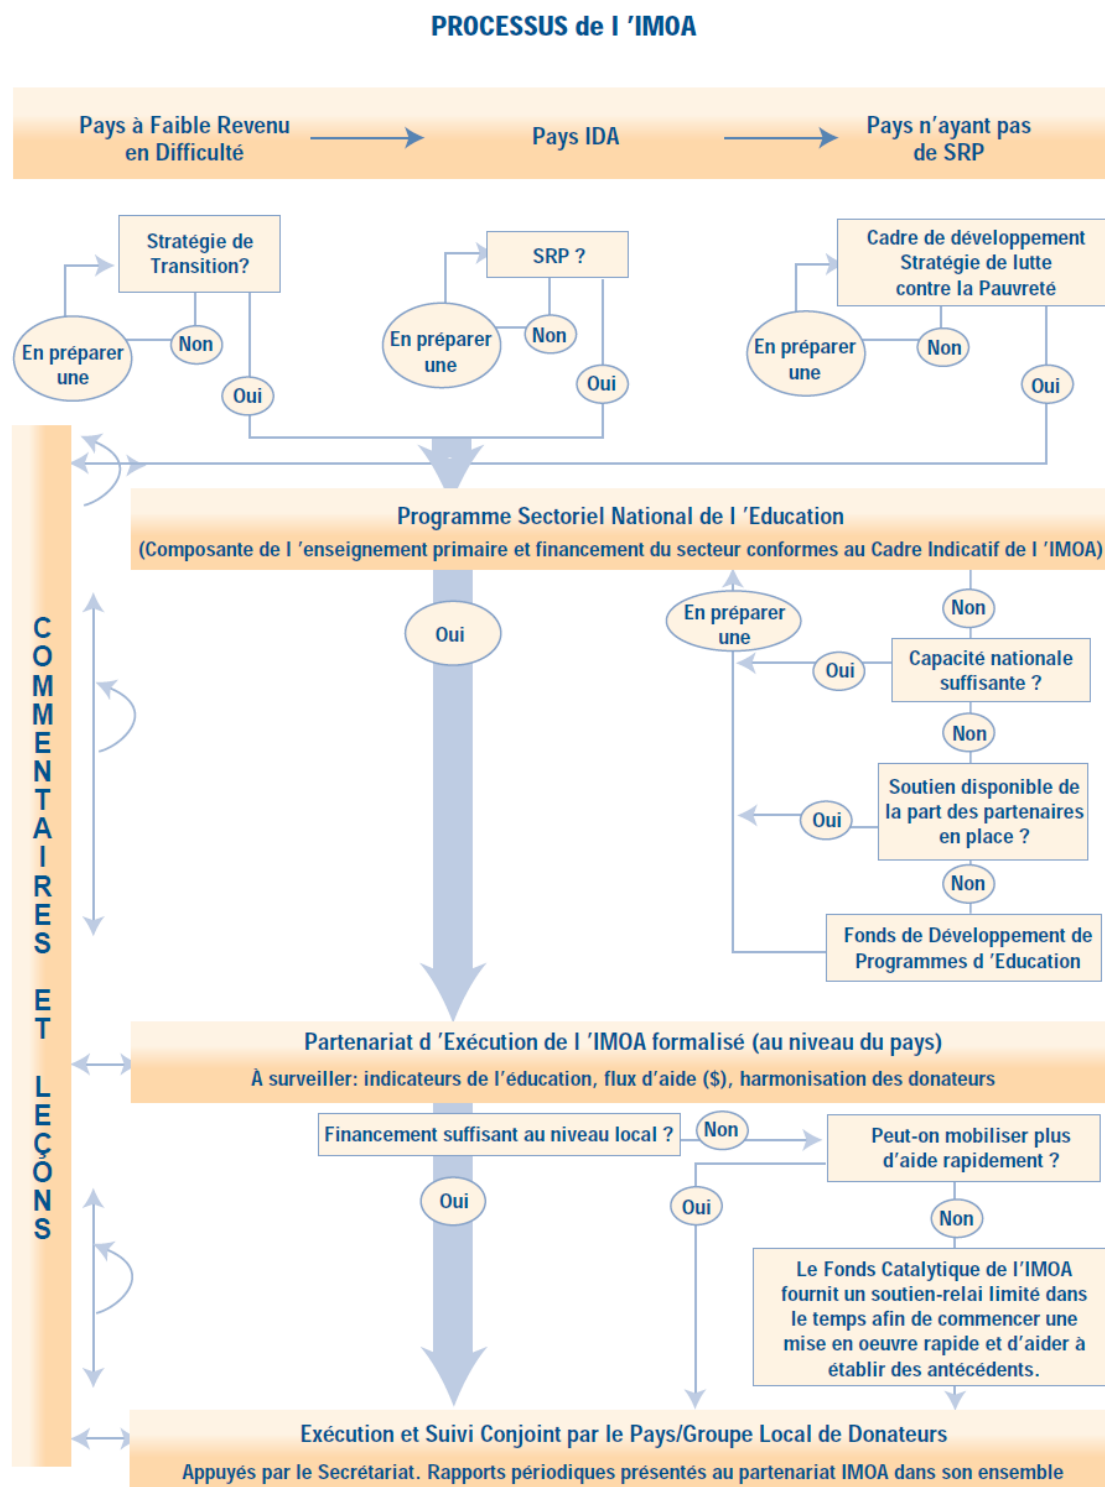 PROCESSUS de l 'IMOA
Pays à Faible Revenu
en Difficulté
Pays IDA
Pays n'ayant pas
de SRP
Stratégie de
Transition?
SRP ?
Cadre de développement
Stratégie de lutte
contre la Pauvreté
En préparer
une
Non
Oui
En préparer
une
Non
Oui
En préparer
une
Non
Oui
Programme Sectoriel National de l 'Education
(Composante de l 'enseignement primaire et financement du secteur conformes au Cadre Indicatif de l 'IMOA)
COMMENTAIRES ET LEÇÔNS
Oui
En préparer
une
Non
Capacité nationale
suffisante ?
Oui
Non
Soutien disponible de
la part des partenaires
en place ?
Oui
Non
Fonds de Développement de
Programmes d 'Education
Partenariat d 'Exécution de l 'IMOA formalisé (au niveau du pays)
À surveiller: indicateurs de l'éducation, flux d'aide ($), harmonisation des donateurs
Financement suffisant au niveau local ?
Non
Peut-on mobiliser plus
d'aide rapidement ?
Oui
Oui
Non
Le Fonds Catalytique de l'IMOA
fournit un soutien-relai limité dans
le temps afin de commencer une
mise en oeuvre rapide et d'aider à
établir des antécédents.
Exécution et Suivi Conjoint par le Pays/Groupe Local de Donateurs
Appuyés par le Secrétariat. Rapports périodiques présentés au partenariat IMOA dans son ensemble